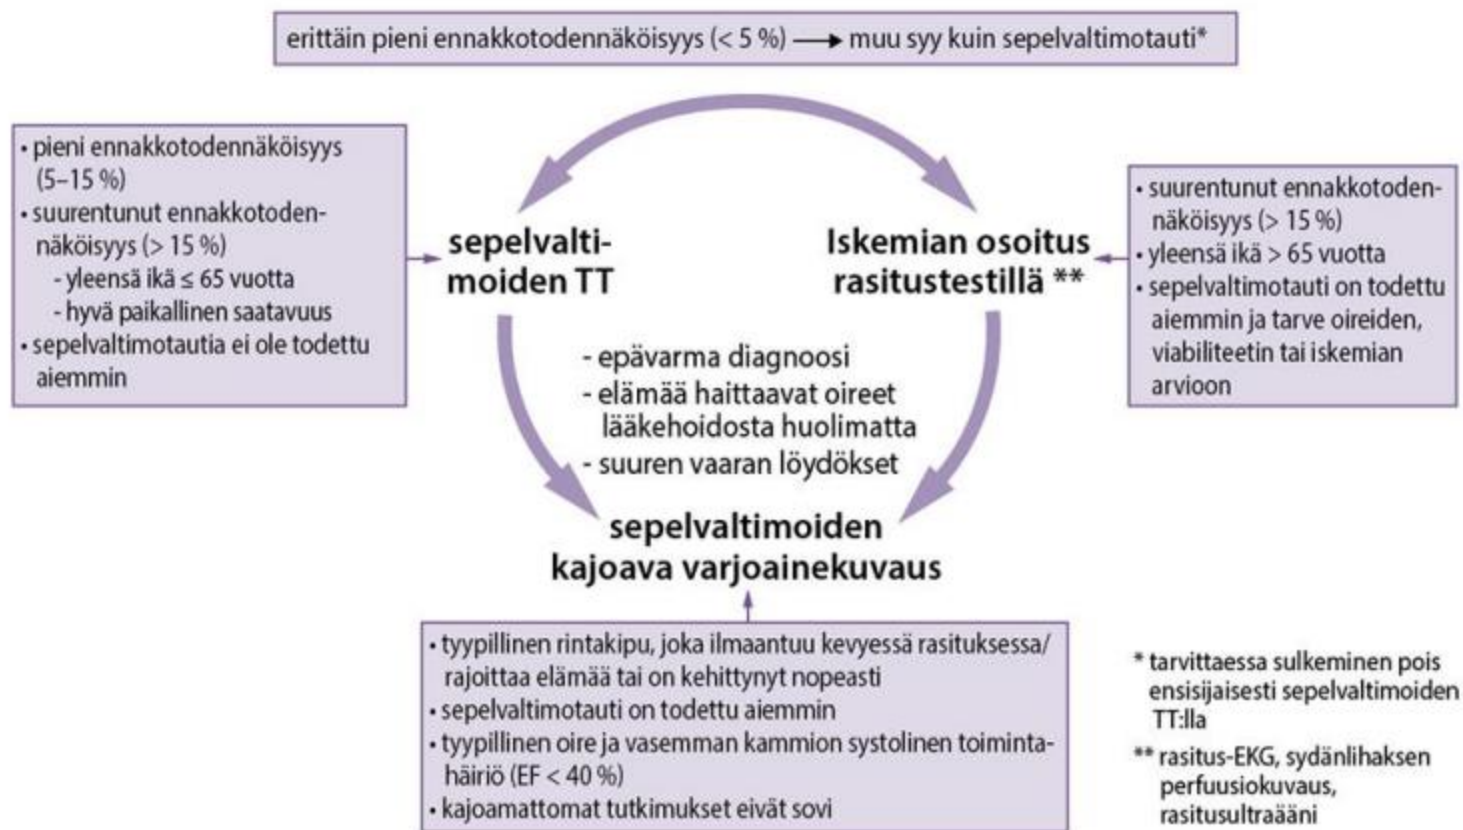 erittäin pieni ennakkotodennäköisyys (< 5 %) → muu syy kuin sepelvaltimotauti*
• pieni ennakkotodennäköisyys
(5–15 %)
• suurentunut ennakkotoden-
näköisyys (> 15 %)
- yleensä ikä ≤ 65 vuotta
- hyvä paikallinen saatavuus
• sepelvaltimotautia ei ole todettu
aiemmin
sepelvalti-
moiden TT
Iskemian osoitus
rasitustestillä **
• suurentunut ennakkotoden-
näköisyys (> 15 %)
• yleensä ikä > 65 vuotta
• sepelvaltimotauti on todettu
aiemmin ja tarve oireiden,
viabiliteetin tai iskemian
arvioon
- epävarma diagnoosi
- elämää haittaavat oireet
lääkehoidosta huolimatta
- suuren vaaran löydökset
sepelvaltimoiden
kajoava varjoainekuvaus
• tyypillinen rintakipu, joka ilmaantuu kevyessä rasituksessa/
rajoittaa elämää tai on kehittynyt nopeasti
• sepelvaltimotauti on todettu aiemmin
• tyypillinen oire ja vasemman kammion systolinen toiminta-
häiriö (EF < 40 %)
• kajoamattomat tutkimukset eivät sovi
* tarvittaessa sulkeminen pois
ensisijaisesti sepelvaltimoiden
TT:lla
** rasitus-EKG, sydänlihaksen
perfuusiokuvaus,
rasitusultraääni